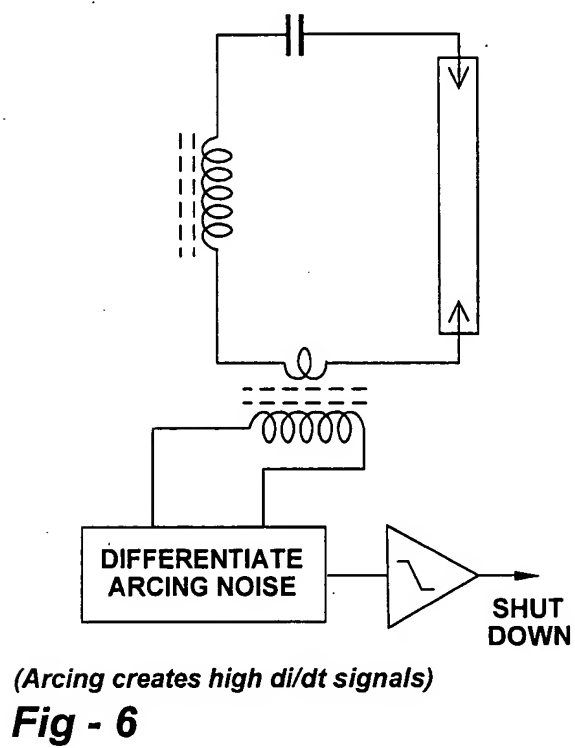 DIFFERENTIATE
ARCING NOISE
SHUT
DOWN
(Arcing creates high di/dt signals)
Fig - 6